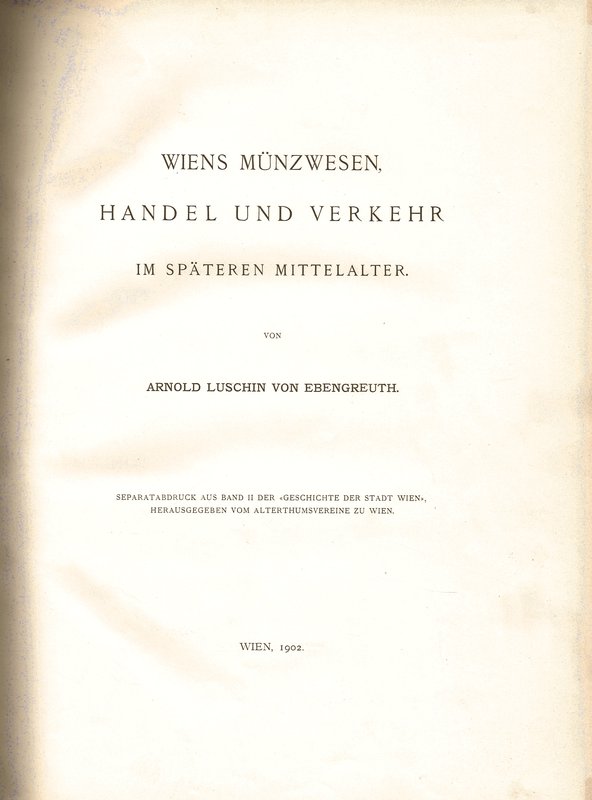 WIENS MÜNZWESEN,
HANDEL UND VERKEHR
IM SPÄTEREN MITTELALTER.
VON
ARNOLD LUSCHIN VON EBENGREUTH.
SEPARATABDRUCK AUS BAND II DER «GESCHICHTE DER STADT WIEN»,
HERAUSGEGEBEN VOM ALTERTHUMSVEREINE ZU WIEN.
WIEN, 1902.